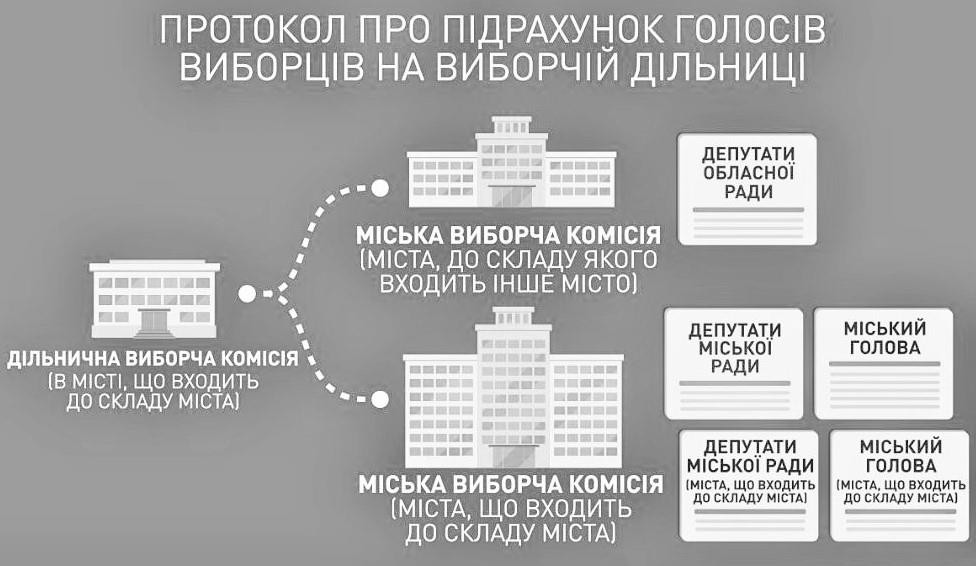 ПРОТОКОЛ ПРО ПІДРАХУНОК ГОЛОСІВ
ВИБОРЦІВ НА ВИБОРЧІЙ ДІЛЬНИЦІ
ДІЛЬНИЧНА ВИБОРЧА КОМІСІЯ
(В МІСТІ, ЩО ВХОДИТЬ
ДО СКЛАДУ МІСТА)
МІСЬКА ВИБОРЧА КОМІСІЯ
(МІСТА, ДО СКЛАДУ ЯКОГО
ВХОДИТЬ ІНШЕ МІСТО)
ДЕПУТАТИ
ОБЛАСНОЇ
РАДИ
МІСЬКА ВИБОРЧА КОМІСІЯ
(МІСТА, ЩО ВХОДИТЬ
ДО СКЛАДУ МІСТА)
ДЕПУТАТИ
МІСЬКОЇ
РАДИ
МІСЬКИЙ
ГОЛОВА
ДЕПУТАТИ
МІСЬКОЇ РАДИ
(МІСТА, ЩО ВХОДИТЬ
ДО СКЛАДУ МІСТА)
МІСЬКИЙ
ГОЛОВА
(МІСТА, ЩО ВХОДИТЬ
ДО СКЛАДУ МІСТА)